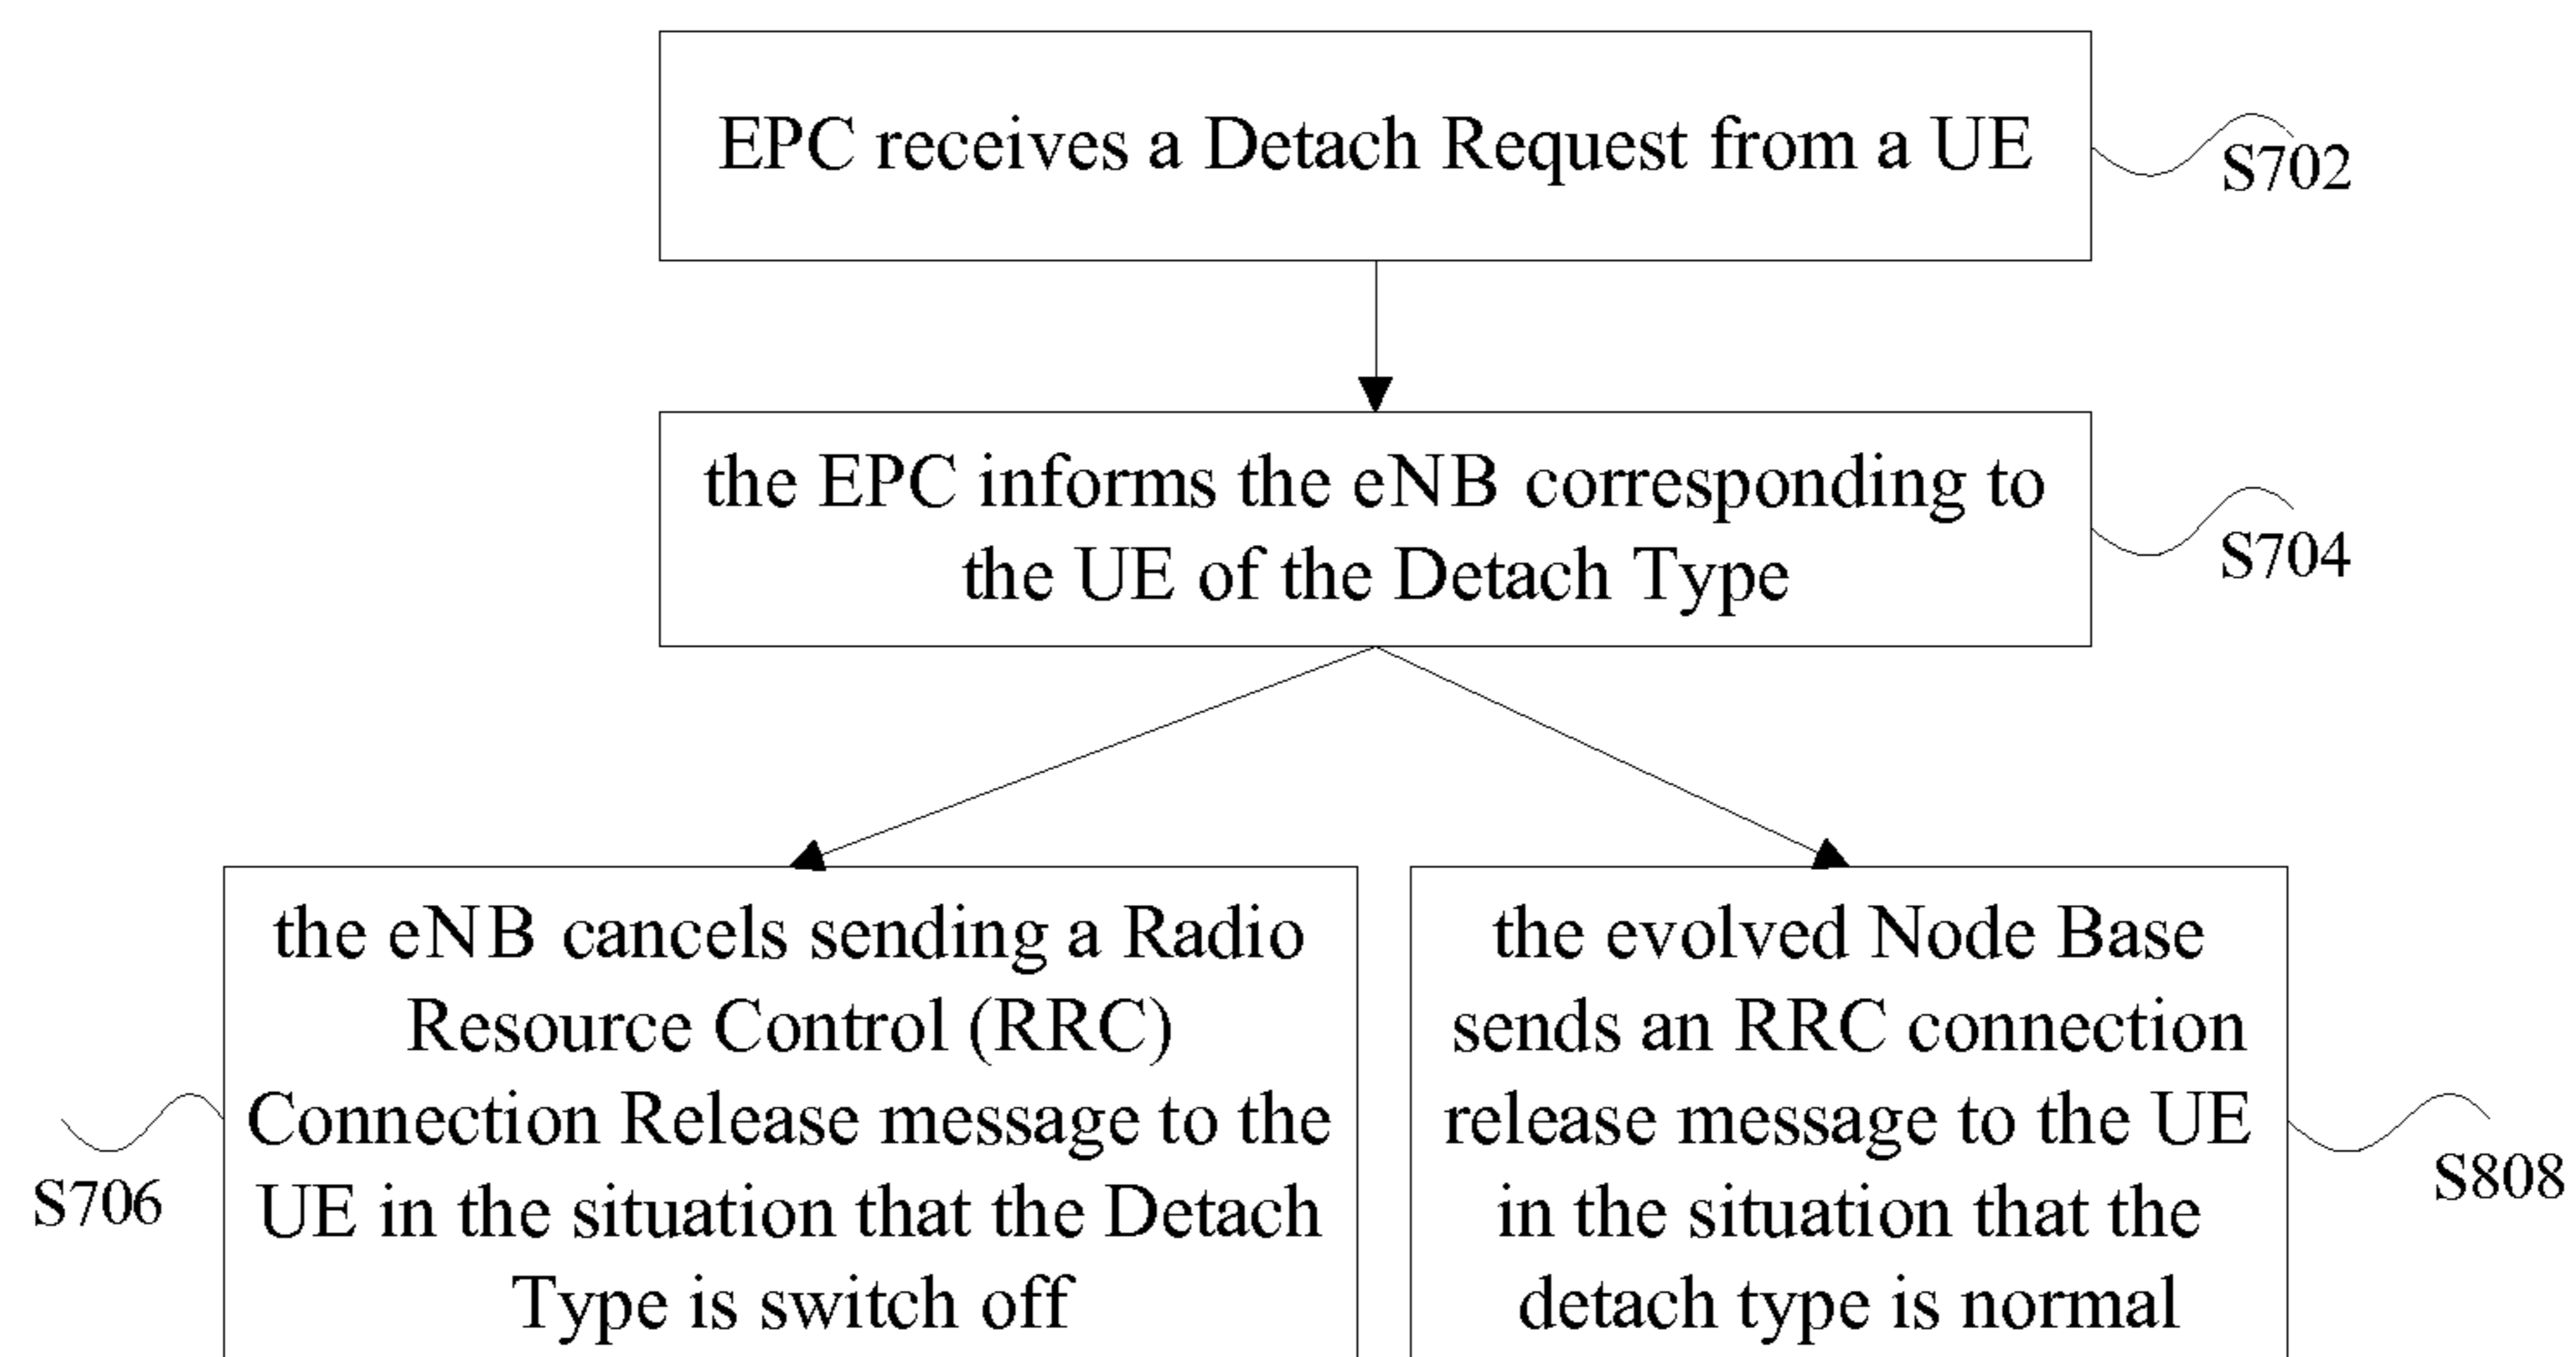 EPC receives a Detach Request from a UE
S702
the EPC informs the eNB corresponding to
the UE of the Detach Type
S704
the eNB cancels sending a Radio
Resource Control (RRC)
Connection Release message to the
UE in the situation that the Detach
Type is switch off
S706
the evolved Node Base
sends an RRC connection
release message to the UE
in the situation that the
detach type is normal
S808